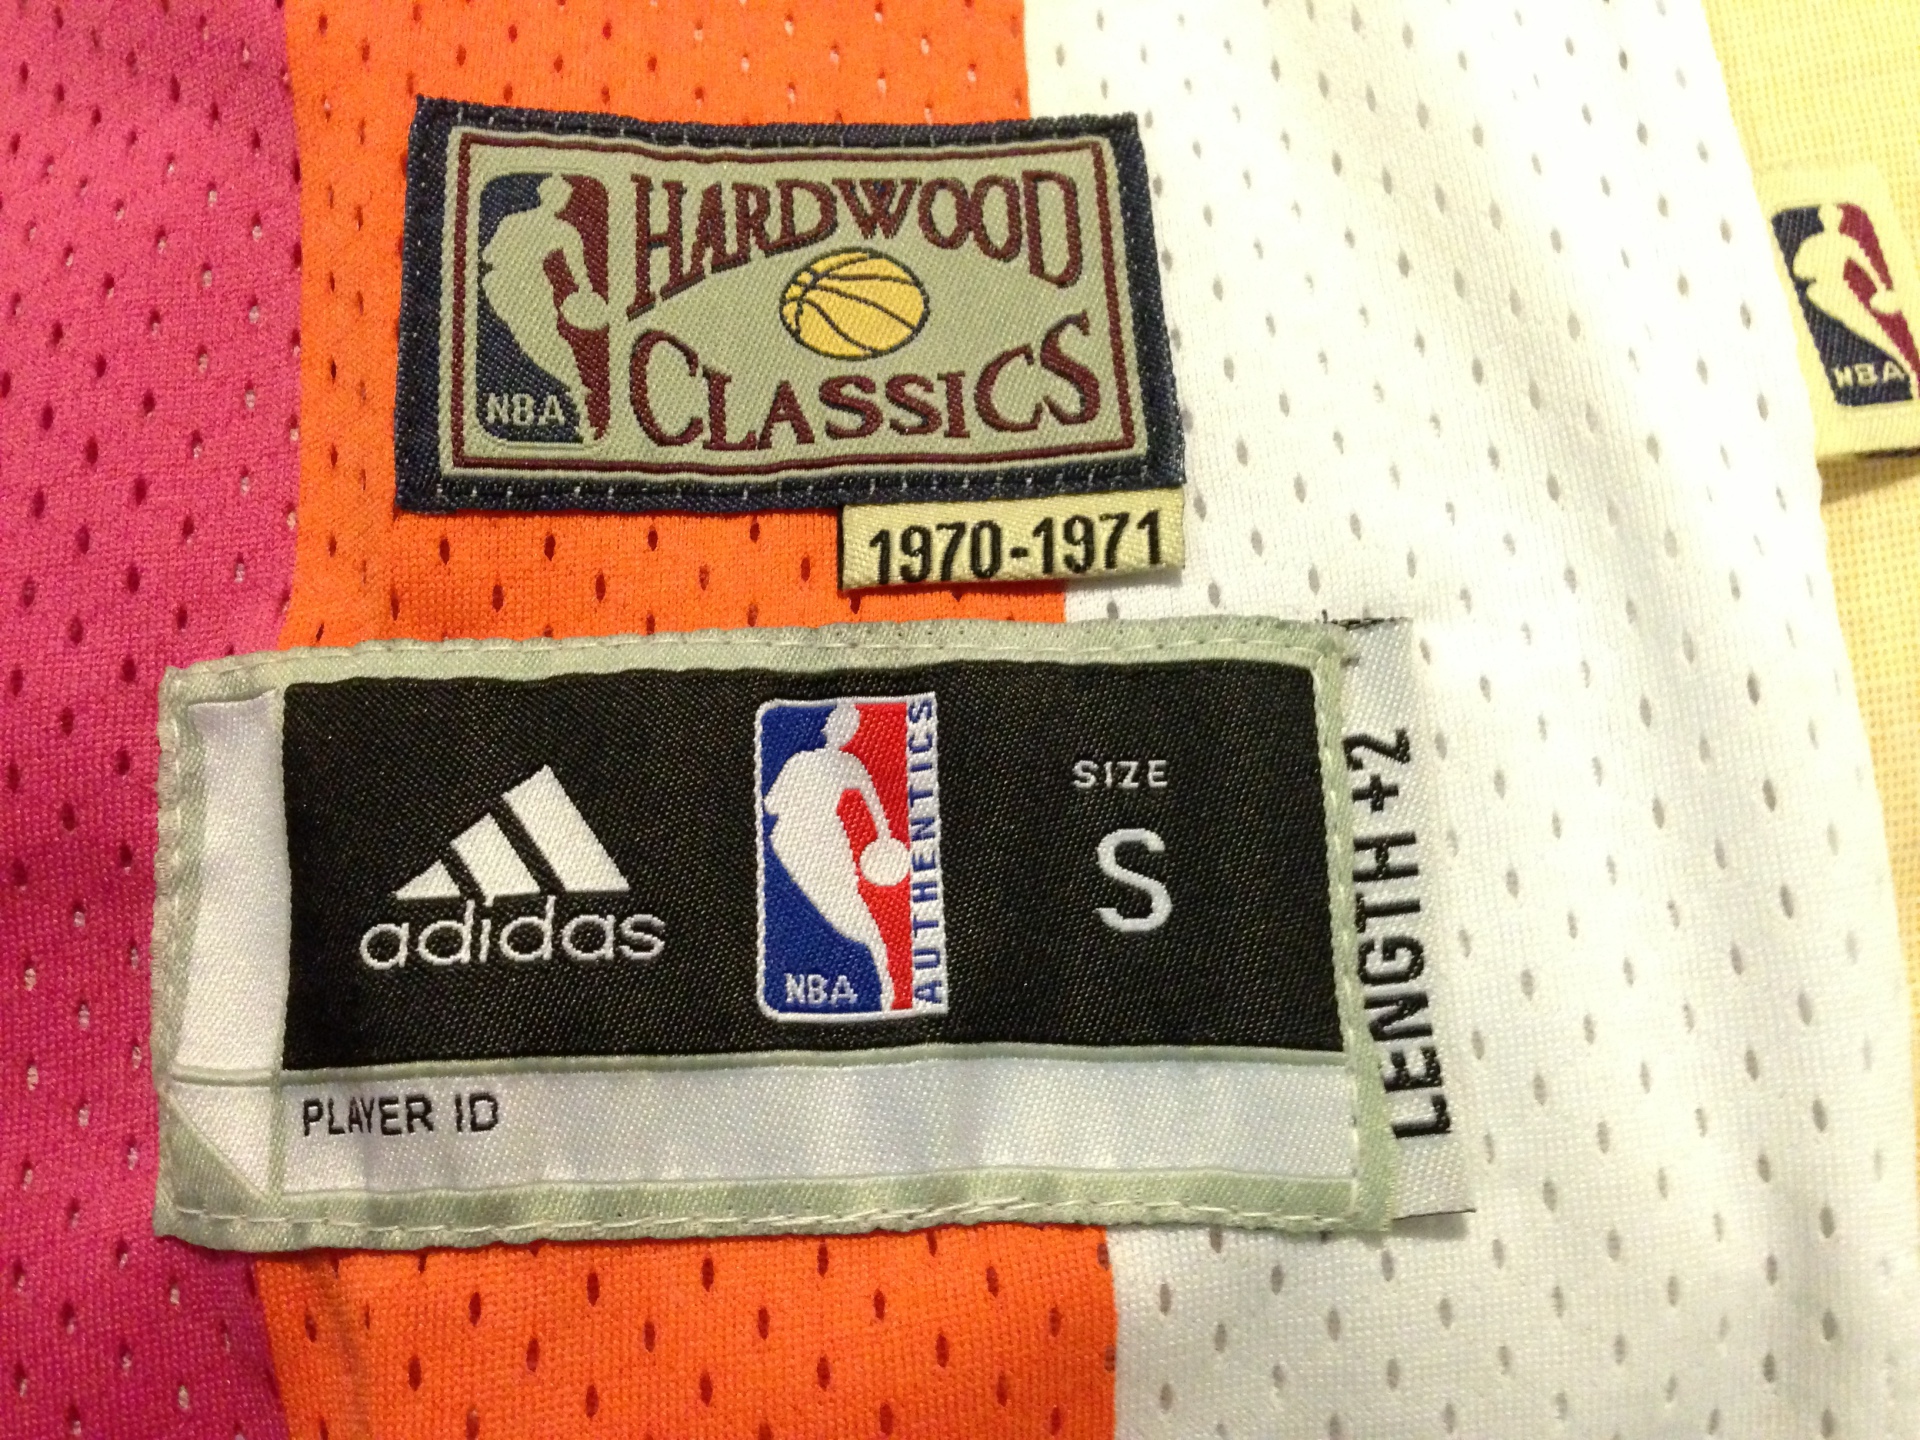 HARDWOOD
CLASSICS
NBA
1970-1971
NBA
adidas
NBA
AUTHENTICS
SIZE
S
LENGTH +2
PLAYER ID